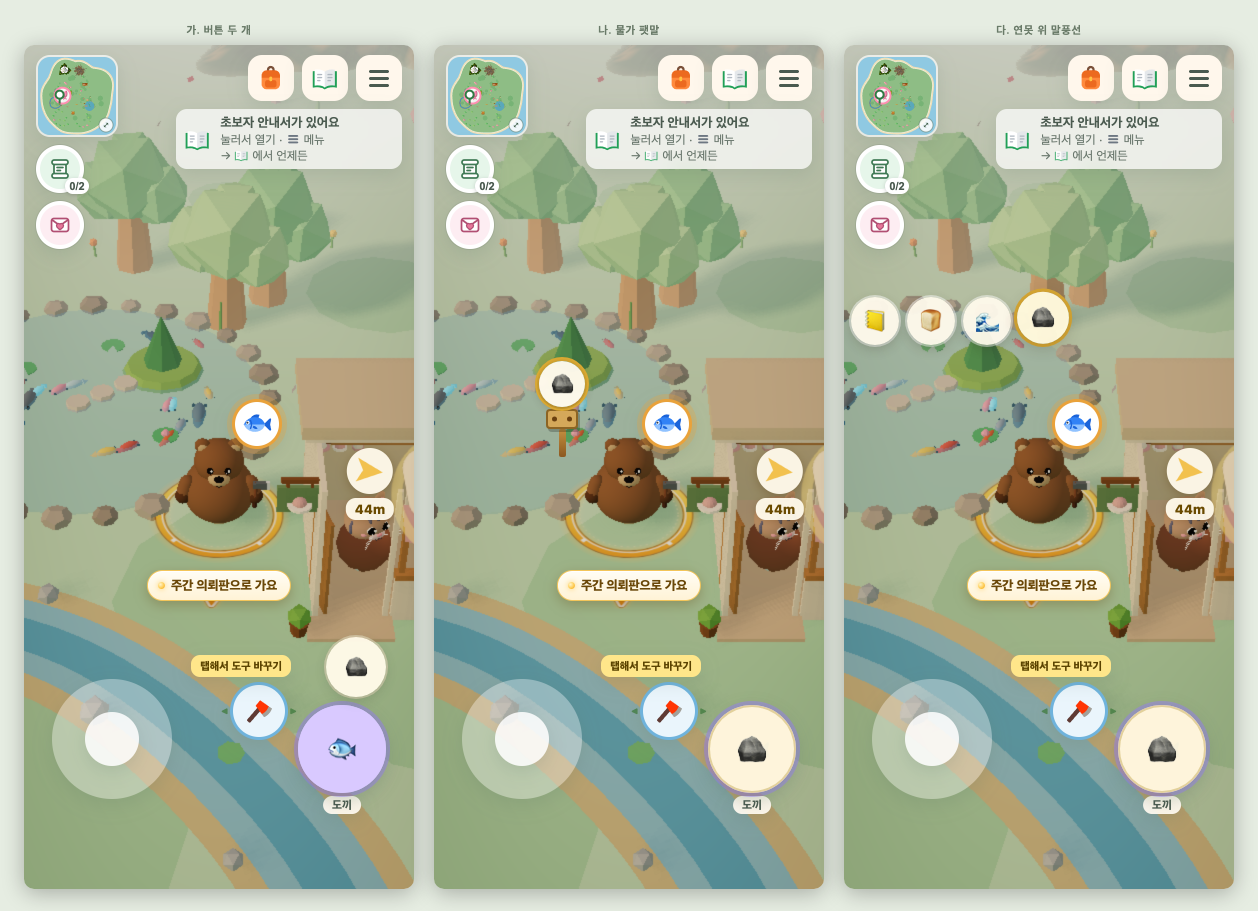 가. 버튼 두 개
초보자 안내서가 있어요
눌러서 열기 · ☰ 메뉴
→ 📖 에서 언제든
0/2
44m
주간 의뢰판으로 가요
탭해서 도구 바꾸기
도끼
나. 물가 팻말
초보자 안내서가 있어요
눌러서 열기 · ☰ 메뉴
→ 📖 에서 언제든
0/2
44m
주간 의뢰판으로 가요
탭해서 도구 바꾸기
도끼
다. 연못 위 말풍선
초보자 안내서가 있어요
눌러서 열기 · ☰ 메뉴
→ 📖 에서 언제든
0/2
44m
주간 의뢰판으로 가요
탭해서 도구 바꾸기
도끼